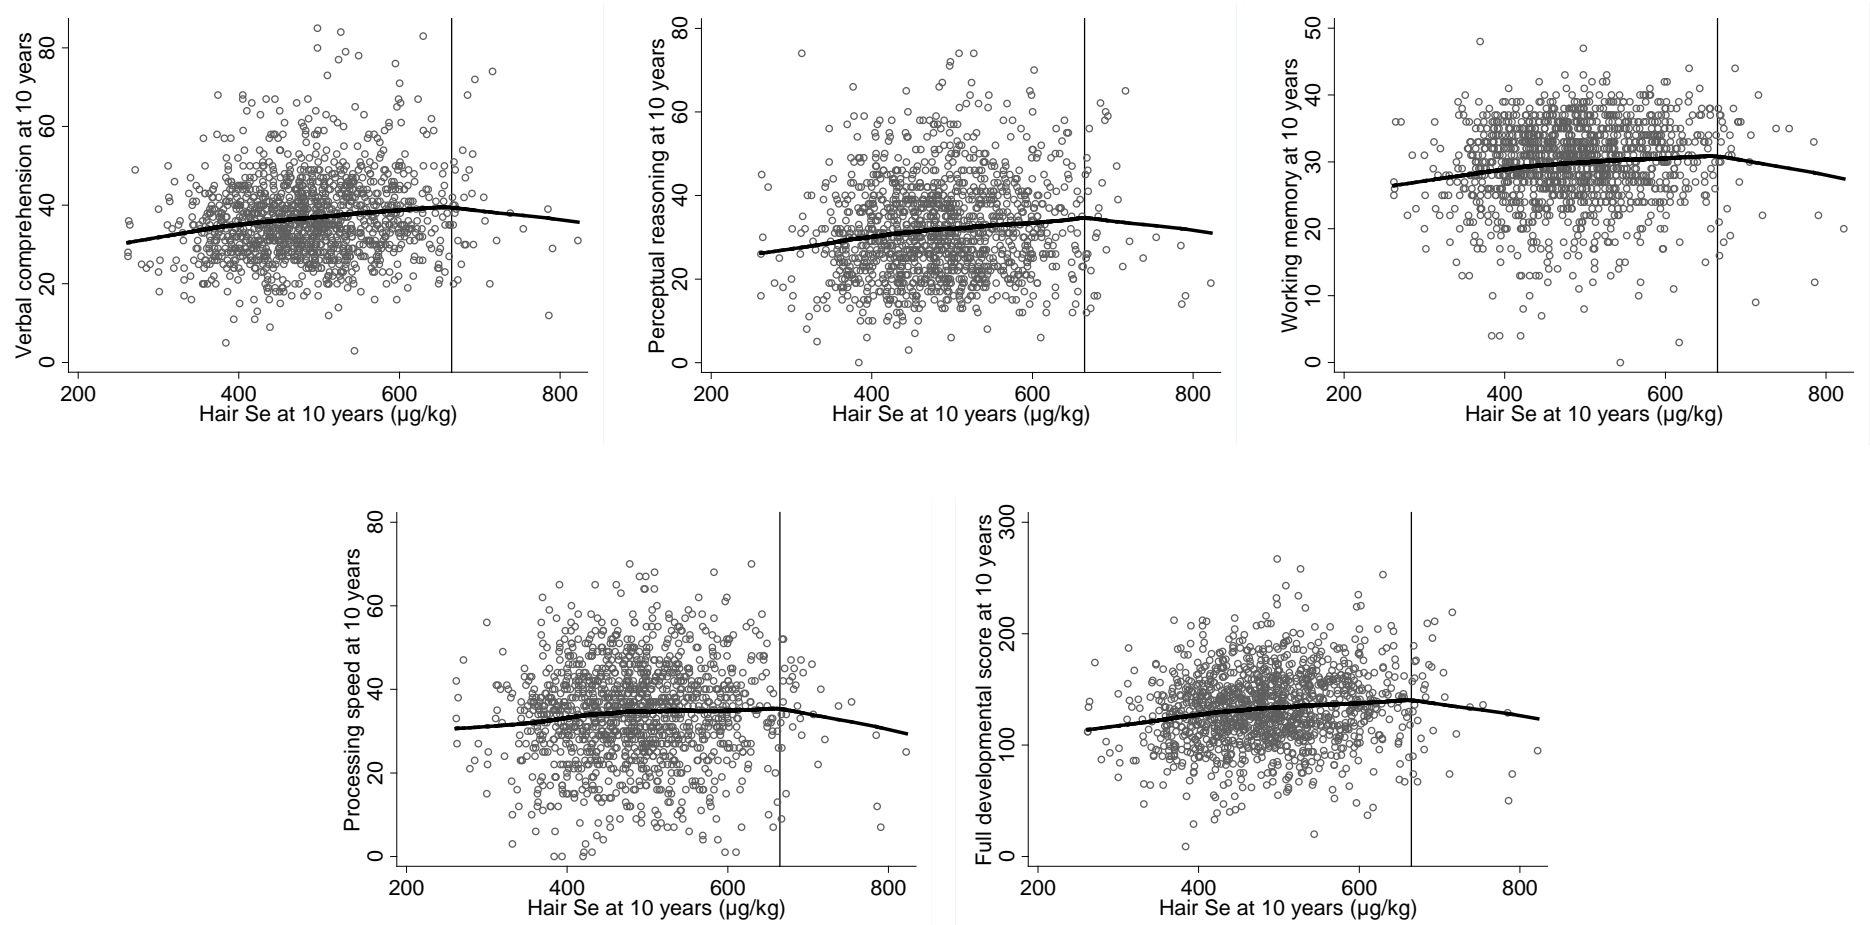 Verbal comprehension at 10 years
80
60
40
20
0
200 400 600 800
Hair Se at 10 years (µg/kg)
Perceptual reasoning at 10 years
80
60
40
20
0
200 400 600 800
Hair Se at 10 years (µg/kg)
Working memory at 10 years
50
40
30
20
10
0
200 400 600 800
Hair Se at 10 years (µg/kg)
Processing speed at 10 years
80
60
40
20
0
200 400 600 800
Hair Se at 10 years (µg/kg)
Full developmental score at 10 years
300
200
100
0
200 400 600 800
Hair Se at 10 years (µg/kg)